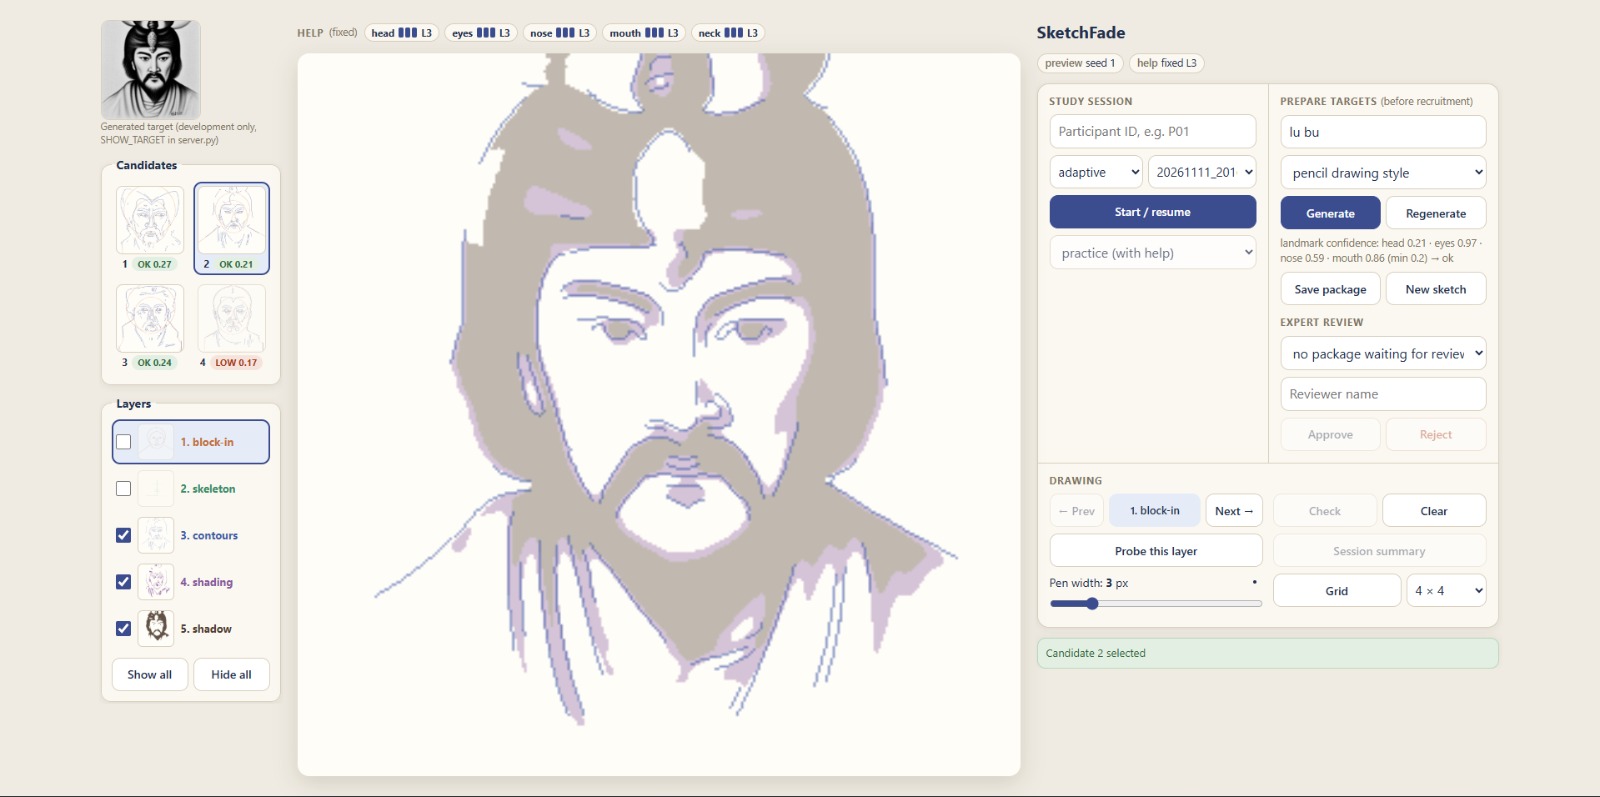 Generated target (development only,
SHOW_TARGET in server.py)
Candidates
1 OK 0.27
2 OK 0.21
3 OK 0.24
4 LOW 0.17
Layers
1. block-in
2. skeleton
3. contours
4. shading
5. shadow
Show all Hide all
HELP (fixed) head L3 eyes L3 nose L3 mouth L3 neck L3
SketchFade
preview seed 1 help fixed L3
STUDY SESSION
Participant ID, e.g. P01
adaptive 20261111_201
Start / resume
practice (with help)
PREPARE TARGETS (before recruitment)
lu bu
pencil drawing style
Generate Regenerate
landmark confidence: head 0.21 · eyes 0.97 ·
nose 0.59 · mouth 0.86 (min 0.2) → ok
Save package New sketch
EXPERT REVIEW
no package waiting for review
Reviewer name
Approve Reject
DRAWING
← Prev 1. block-in Next → Check Clear
Probe this layer Session summary
Pen width: 3 px
Grid 4 × 4
Candidate 2 selected